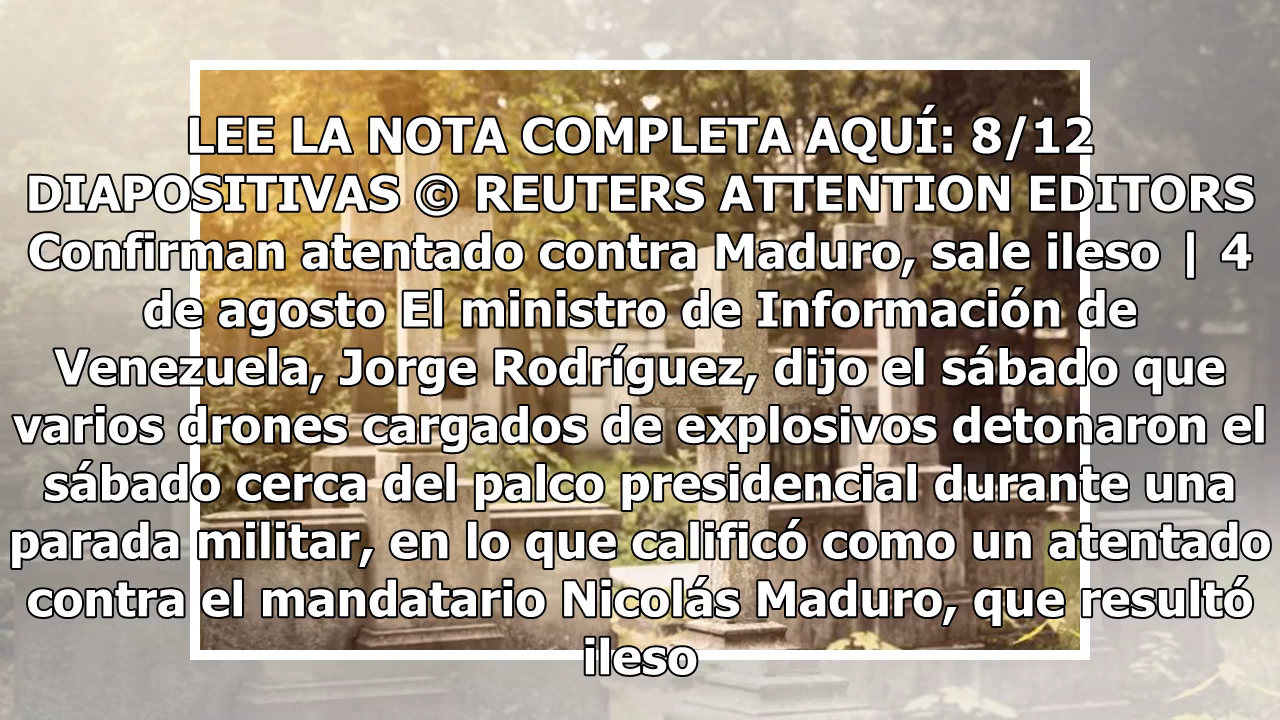 LEE LA NOTA COMPLETA AQUÍ: 8/12
DIAPOSITIVAS © REUTERS ATTENTION EDITORS
Confirman atentado contra Maduro, sale ileso | 4
de agosto El ministro de Información de
Venezuela, Jorge Rodríguez, dijo el sábado que
varios drones cargados de explosivos detonaron el
sábado cerca del palco presidencial durante una
parada militar, en lo que calificó como un atentado
contra el mandatario Nicolás Maduro, que resultó
ileso